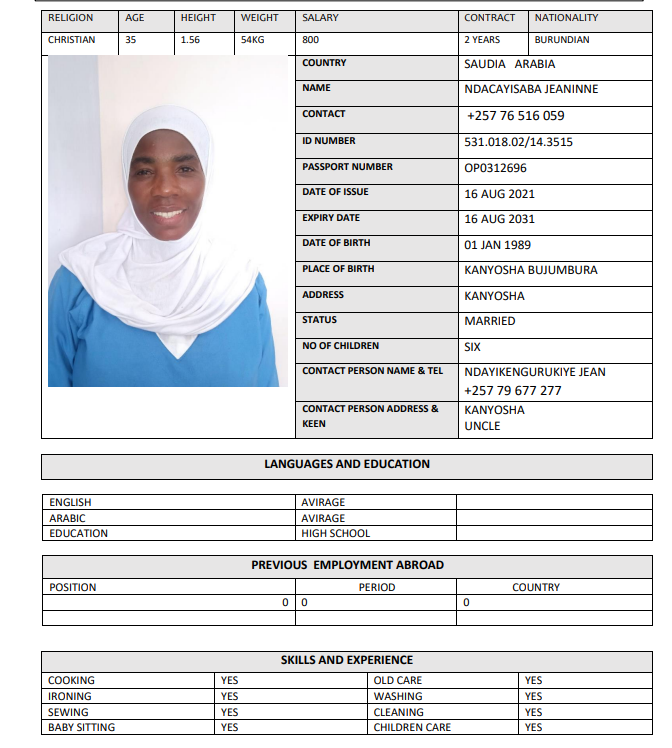 RELIGION AGE HEIGHT WEIGHT SALARY CONTRACT NATIONALITY
CHRISTIAN 35 1.56 54KG 800 2 YEARS BURUNDIAN
COUNTRY SAUDIA ARABIA
NAME NDACAYISABA JEANINNE
CONTACT +257 76 516 059
ID NUMBER 531.018.02/14.3515
PASSPORT NUMBER OP0312696
DATE OF ISSUE 16 AUG 2021
EXPIRY DATE 16 AUG 2031
DATE OF BIRTH 01 JAN 1989
PLACE OF BIRTH KANYOSHA BUJUMBURA
ADDRESS KANYOSHA
STATUS MARRIED
NO OF CHILDREN SIX
CONTACT PERSON NAME & TEL NDAYIKENGURUKIYE JEAN
+257 79 677 277
CONTACT PERSON ADDRESS & KANYOSHA
KEEN UNCLE
LANGUAGES AND EDUCATION
ENGLISH AVIRAGE
ARABIC AVIRAGE
EDUCATION HIGH SCHOOL
PREVIOUS EMPLOYMENT ABROAD
POSITION PERIOD COUNTRY
0 0 0
SKILLS AND EXPERIENCE
COOKING YES OLD CARE YES
IRONING YES WASHING YES
SEWING YES CLEANING YES
BABY SITTING YES CHILDREN CARE YES